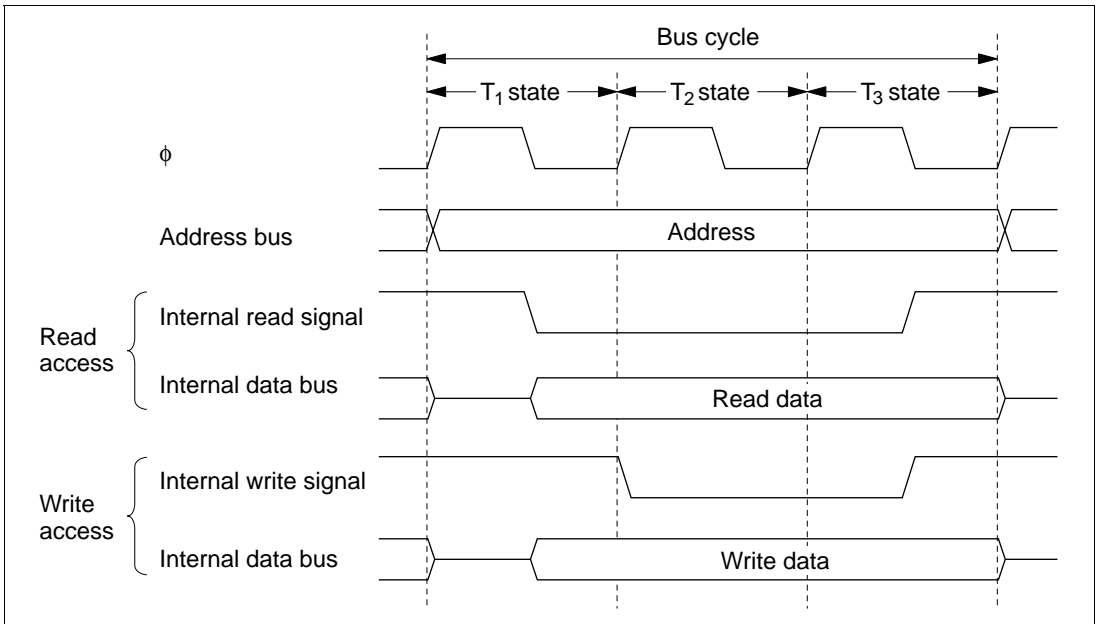 Bus cycle
T₁ state
T₂ state
T₃ state
ϕ
Address bus
Address
Read
access
Internal read signal
Internal data bus
Read data
Write
access
Internal write signal
Internal data bus
Write data